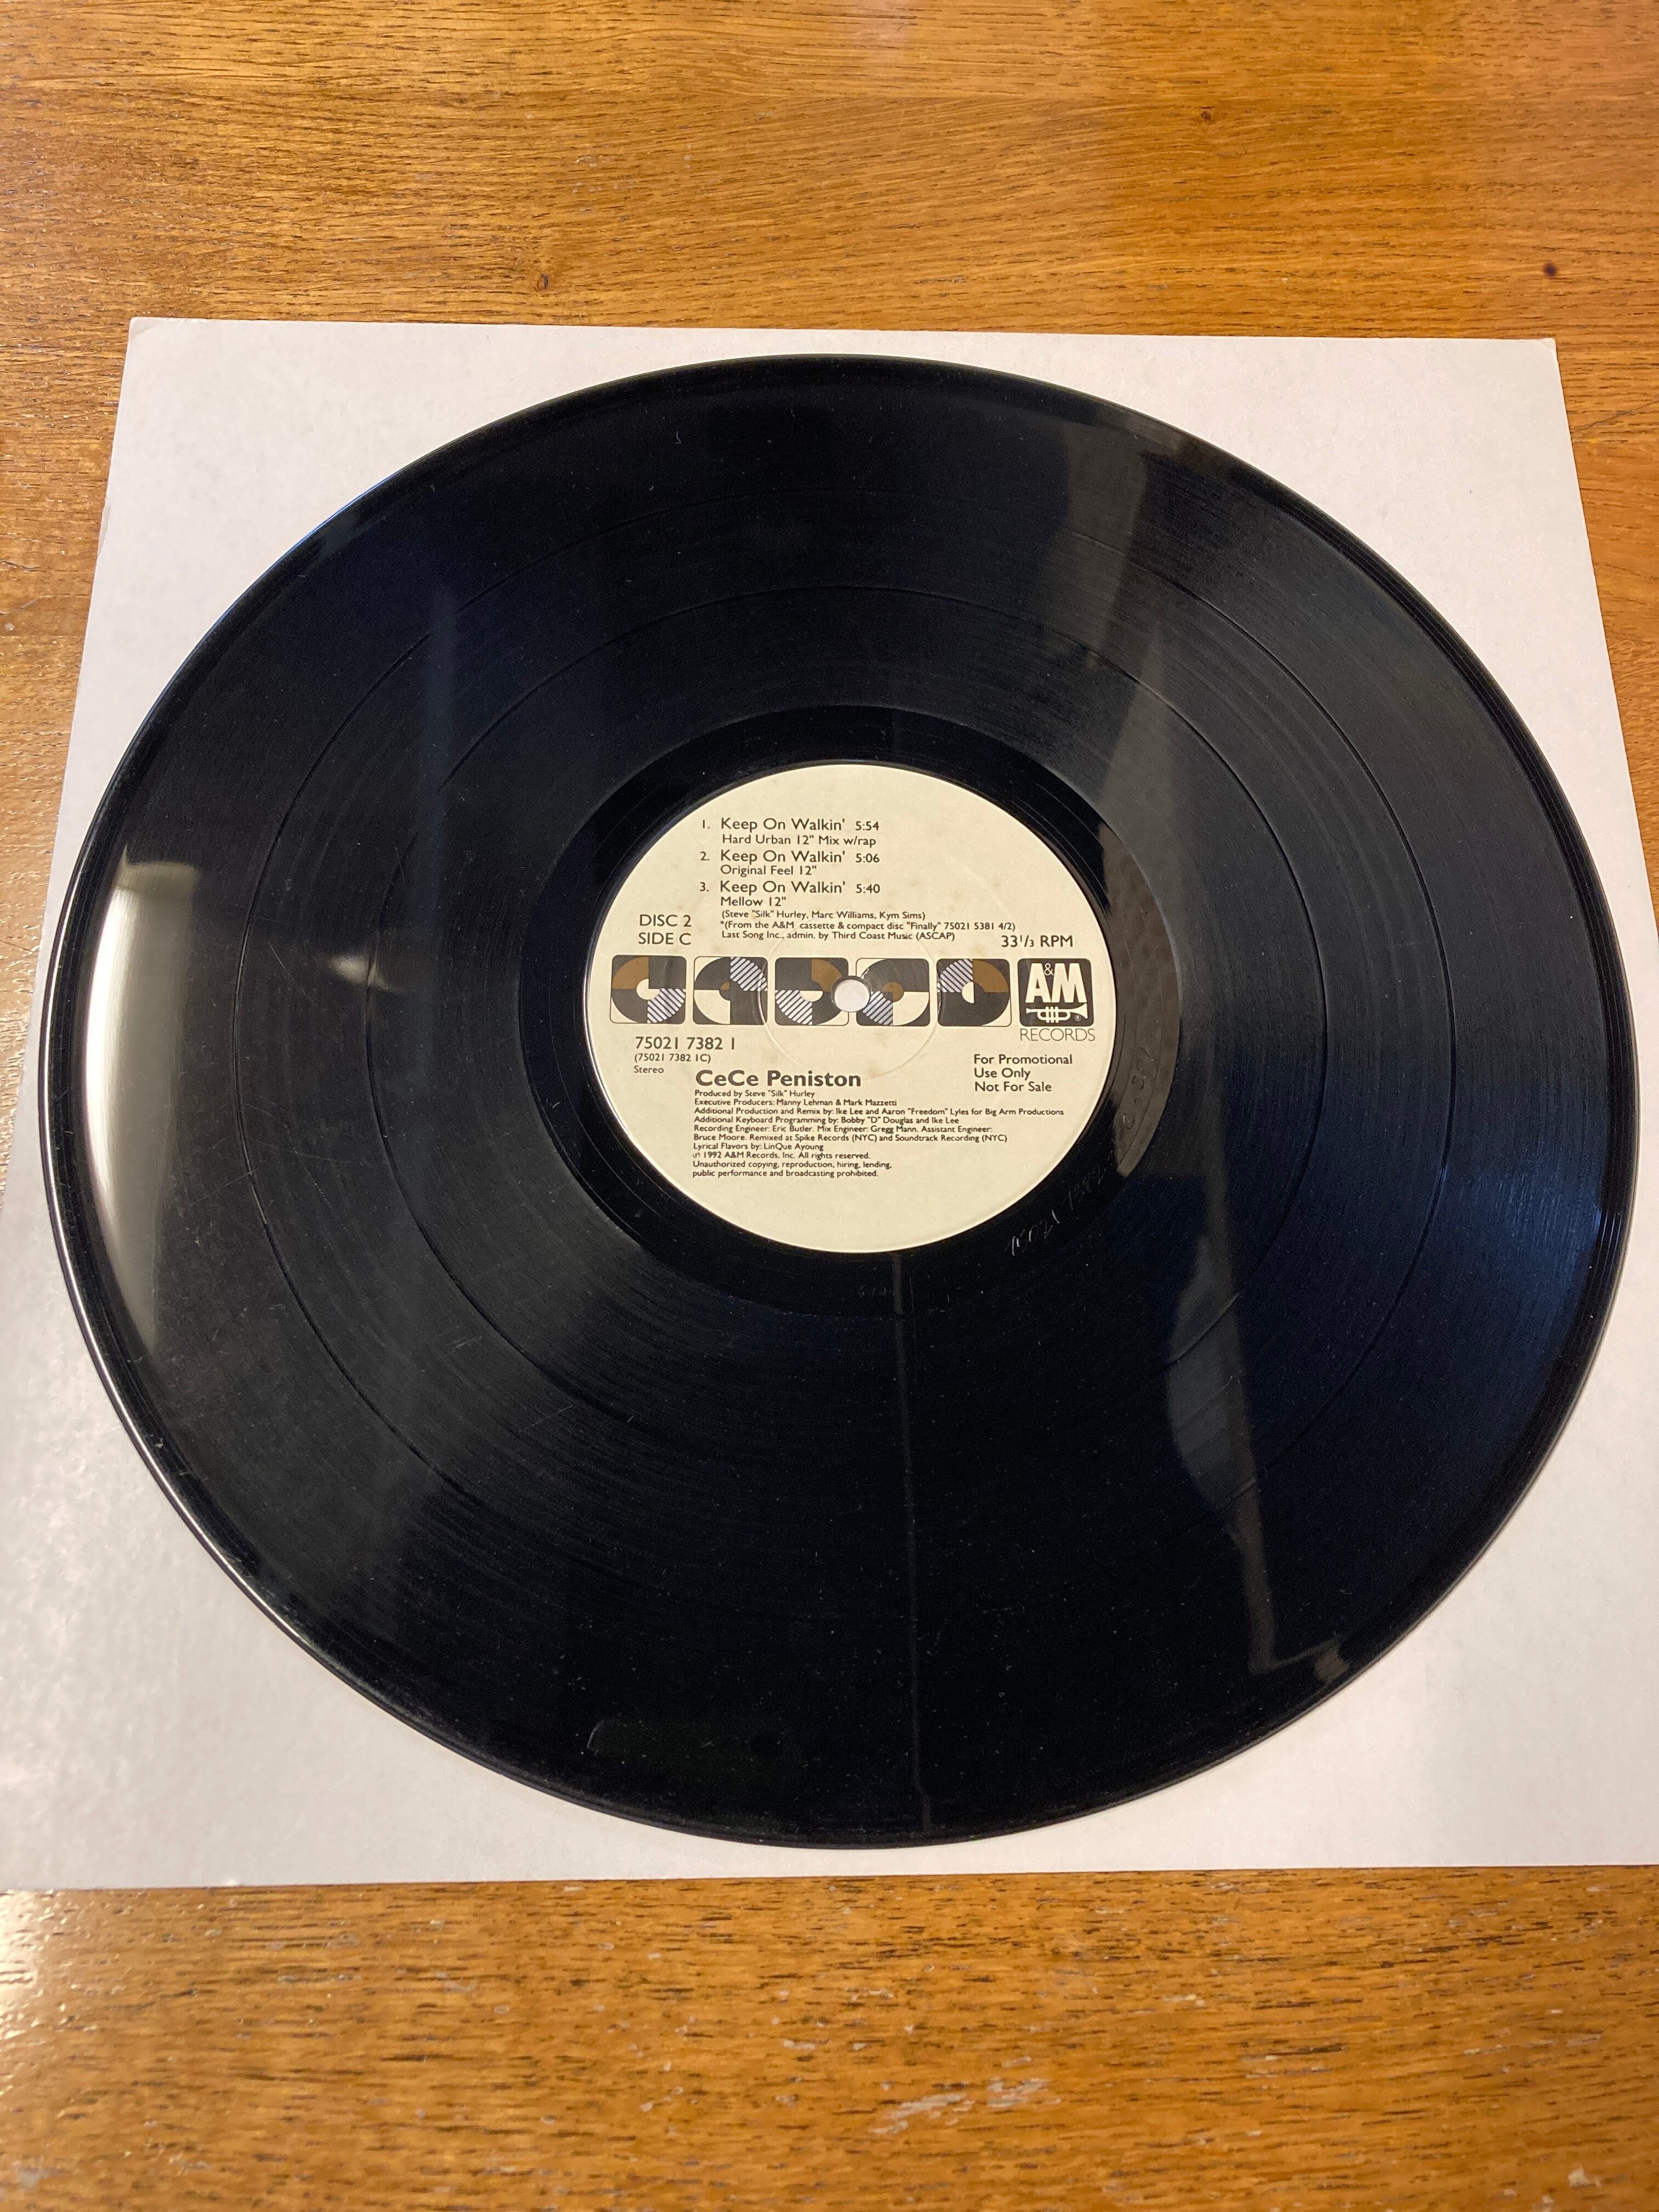 1. Keep On Walkin' 5:54
Hard Urban 12" Mix w/rap
2. Keep On Walkin' 5:06
Original Feel 12"
3. Keep On Walkin' 5:40
Mellow 12"
(Steve "Silk" Hurley, Marc Williams, Kym Sims)
*(From the A&M cassette & compact disc "Finally" 75021 5381 4/2)
Last Song Inc., admin. by Third Coast Music (ASCAP)
DISC 2
SIDE C
33 1/3 RPM
A&M
RECORDS
75021 7382 1
(75021 7382 1C)
Stereo
For Promotional
Use Only
Not For Sale
CeCe Peniston
Produced by Steve "Silk" Hurley
Executive Producers: Manny Lehman & Mark Mazzetti
Additional Production and Remix by: Ike Lee and Aaron "Freedom" Lyles for Big Arm Productions
Additional Keyboard Programming by: Bobby "D" Douglas and Ike Lee
Recording Engineer: Eric Butler. Mix Engineer: Gregg Mann. Assistant Engineer:
Bruce Moore. Remixed at Spike Records (NYC) and Soundtrack Recording (NYC)
Lyrical Flavors by: LinQue Ayoung
℗ 1992 A&M Records, Inc. All rights reserved.
Unauthorized copying, reproduction, hiring, lending,
public performance and broadcasting prohibited.